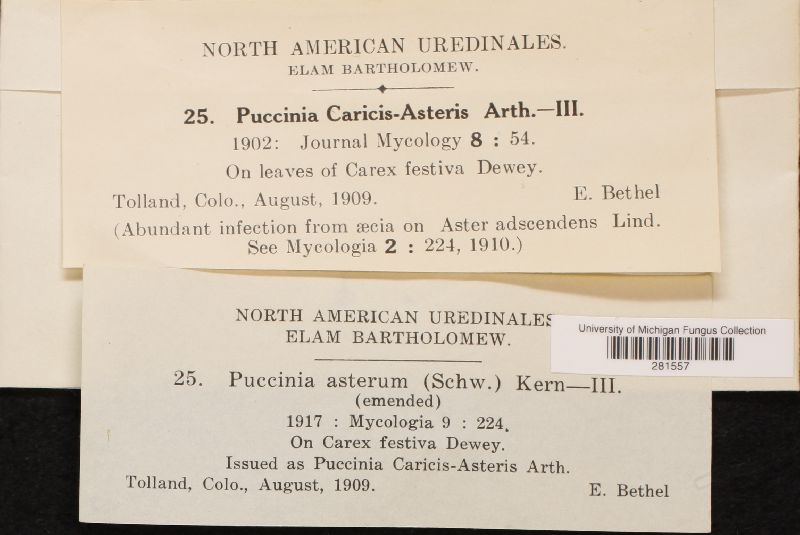 NORTH AMERICAN UREDINALES.
ELAM BARTHOLOMEW.
25. Puccinia Caricis-Asteris Arth.—III.
1902: Journal Mycology 8 : 54.
On leaves of Carex festiva Dewey.
Tolland, Colo., August, 1909. E. Bethel
(Abundant infection from æcia on Aster adscendens Lind.
See Mycologia 2 : 224, 1910.)
NORTH AMERICAN UREDINALES
ELAM BARTHOLOMEW.
University of Michigan Fungus Collection
281557
25. Puccinia asterum (Schw.) Kern—III.
(emended)
1917 : Mycologia 9 : 224.
On Carex festiva Dewey.
Issued as Puccinia Caricis-Asteris Arth.
Tolland, Colo., August, 1909. E. Bethel